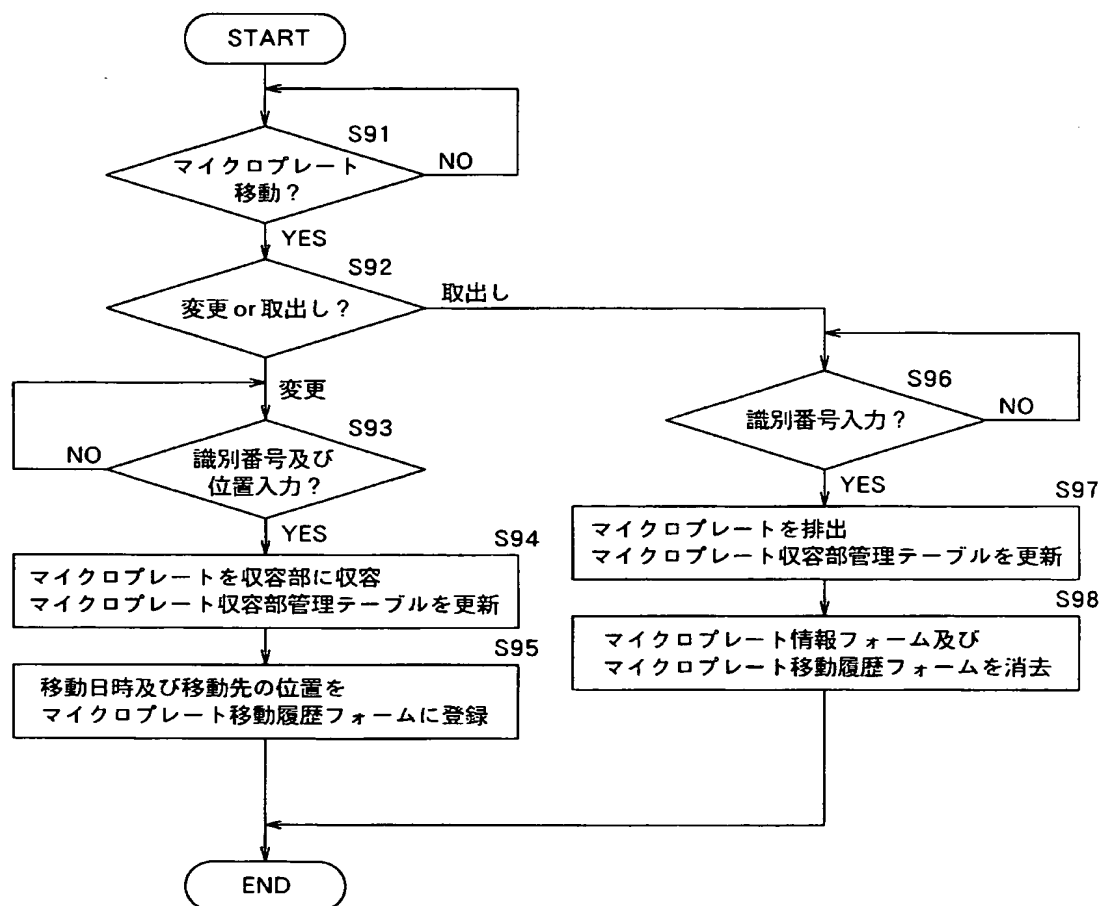 START
S91
マイクロプレート
移動？
NO
YES
S92
変更 or 取出し？
取出し
変更
S93
識別番号及び
位置入力？
NO
YES
S94
マイクロプレートを収容部に収容
マイクロプレート収容部管理テーブルを更新
S95
移動日時及び移動先の位置を
マイクロプレート移動履歴フォームに登録
S96
識別番号入力？
NO
YES
S97
マイクロプレートを排出
マイクロプレート収容部管理テーブルを更新
S98
マイクロプレート情報フォーム及び
マイクロプレート移動履歴フォームを消去
END